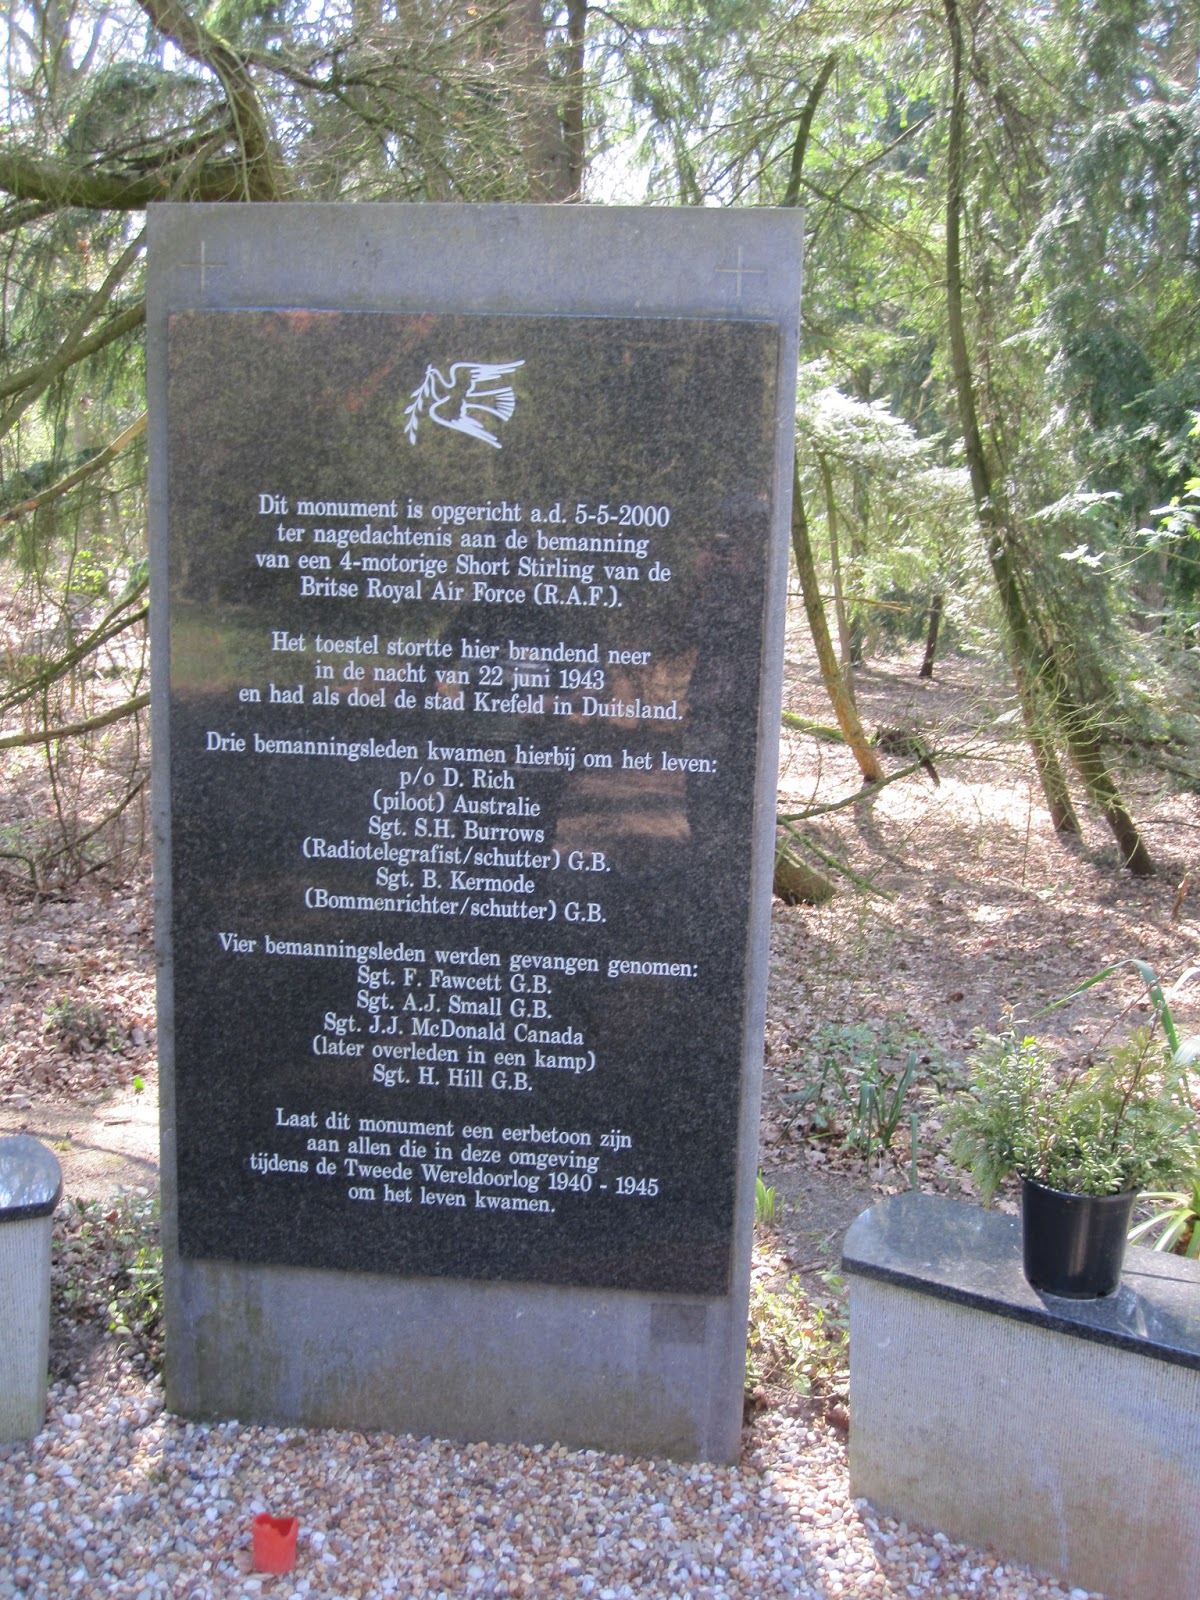 Dit monument is opgericht a.d. 5-5-2000
ter nagedachtenis aan de bemanning
van een 4-motorige Short Stirling van de
Britse Royal Air Force (R.A.F.).
Het toestel stortte hier brandend neer
in de nacht van 22 juni 1943
en had als doel de stad Krefeld in Duitsland.
Drie bemanningsleden kwamen hierbij om het leven:
p/o D. Rich
(piloot) Australie
Sgt. S.H. Burrows
(Radiotelegrafist/schutter) G.B.
Sgt. B. Kermode
(Bommenrichter/schutter) G.B.
Vier bemanningsleden werden gevangen genomen:
Sgt. F. Fawcett G.B.
Sgt. A.J. Small G.B.
Sgt. J.J. McDonald Canada
(later overleden in een kamp)
Sgt. H. Hill G.B.
Laat dit monument een eerbetoon zijn
aan allen die in deze omgeving
tijdens de Tweede Wereldoorlog 1940 - 1945
om het leven kwamen.